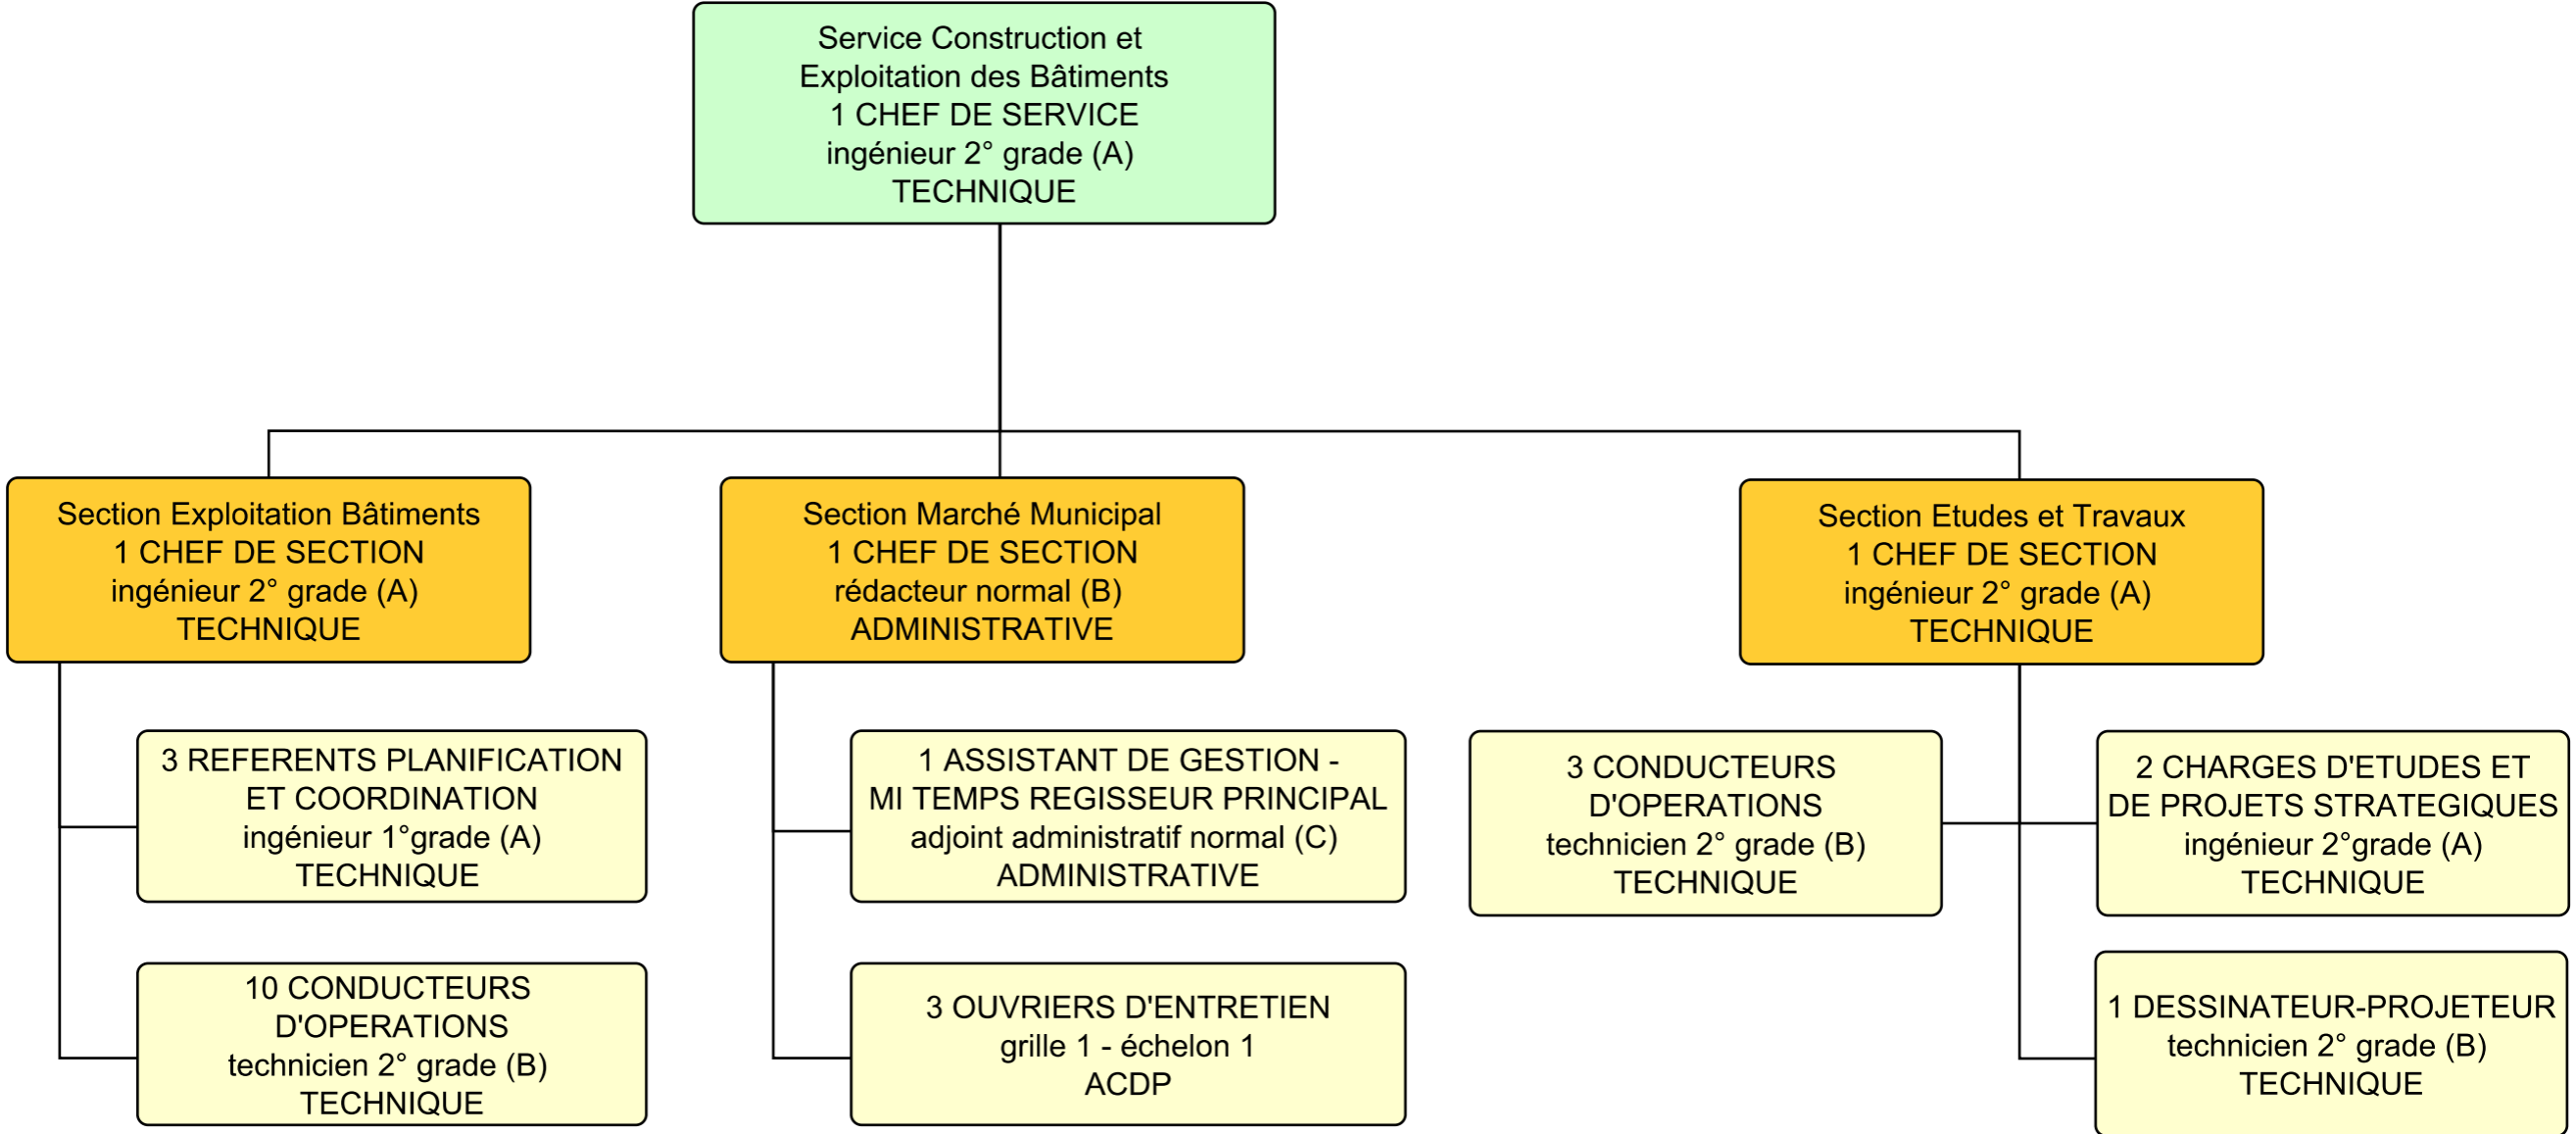 Service Construction et
Exploitation des Bâtiments
1 CHEF DE SERVICE
ingénieur 2° grade (A)
TECHNIQUE
Section Exploitation Bâtiments
1 CHEF DE SECTION
ingénieur 2° grade (A)
TECHNIQUE
Section Marché Municipal
1 CHEF DE SECTION
rédacteur normal (B)
ADMINISTRATIVE
Section Etudes et Travaux
1 CHEF DE SECTION
ingénieur 2° grade (A)
TECHNIQUE
3 REFERENTS PLANIFICATION
ET COORDINATION
ingénieur 1°grade (A)
TECHNIQUE
1 ASSISTANT DE GESTION -
MI TEMPS REGISSEUR PRINCIPAL
adjoint administratif normal (C)
ADMINISTRATIVE
3 CONDUCTEURS
D'OPERATIONS
technicien 2° grade (B)
TECHNIQUE
2 CHARGES D'ETUDES ET
DE PROJETS STRATEGIQUES
ingénieur 2°grade (A)
TECHNIQUE
10 CONDUCTEURS
D'OPERATIONS
technicien 2° grade (B)
TECHNIQUE
3 OUVRIERS D'ENTRETIEN
grille 1 - échelon 1
ACDP
1 DESSINATEUR-PROJETEUR
technicien 2° grade (B)
TECHNIQUE